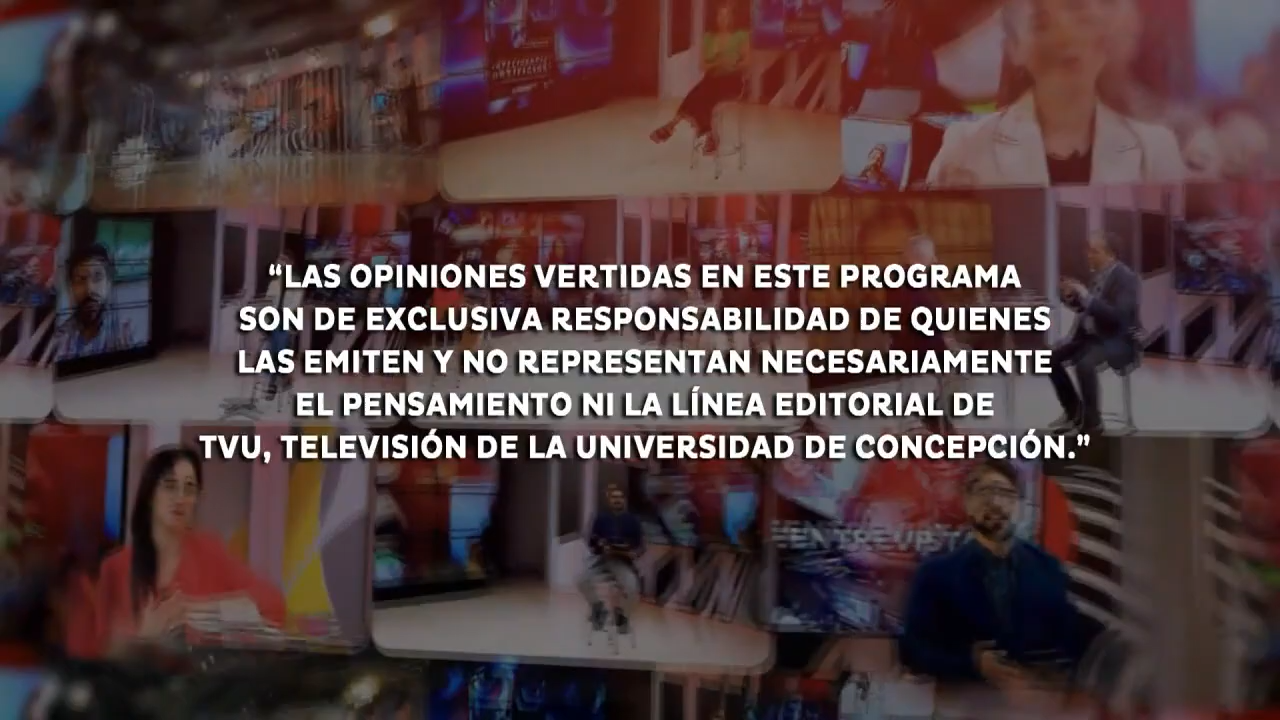 “LAS OPINIONES VERTIDAS EN ESTE PROGRAMA
SON DE EXCLUSIVA RESPONSABILIDAD DE QUIENES
LAS EMITEN Y NO REPRESENTAN NECESARIAMENTE
EL PENSAMIENTO NI LA LÍNEA EDITORIAL DE
TVU, TELEVISIÓN DE LA UNIVERSIDAD DE CONCEPCIÓN.”